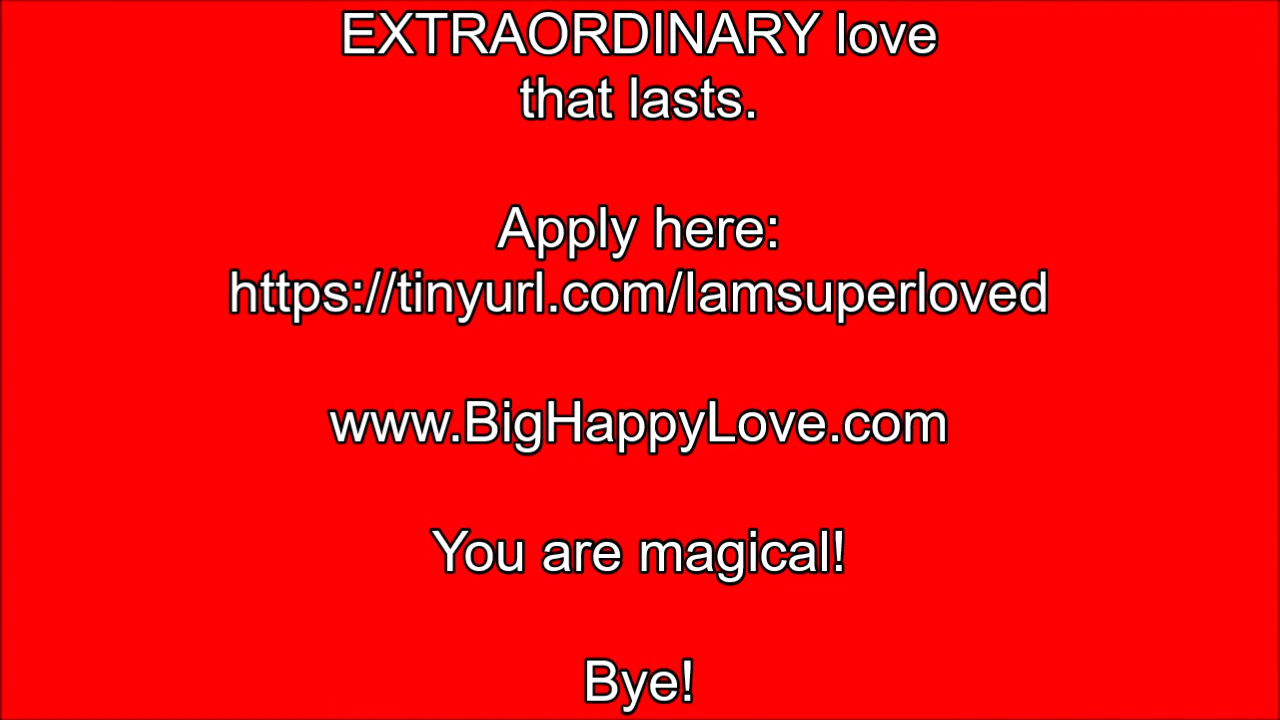 EXTRAORDINARY love
that lasts.
Apply here:
https://tinyurl.com/Iamsuperloved
www.BigHappyLove.com
You are magical!
Bye!